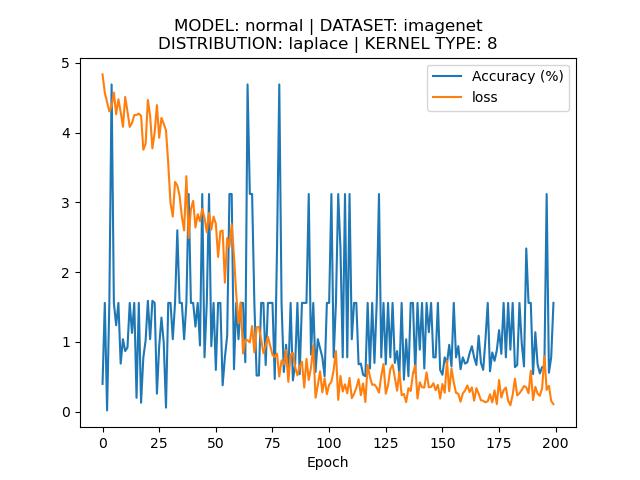 MODEL: normal | DATASET: imagenet
DISTRIBUTION: laplace | KERNEL TYPE: 8
Accuracy (%)
loss
5
4
3
2
1
0
0 25 50 75 100 125 150 175 200
Epoch